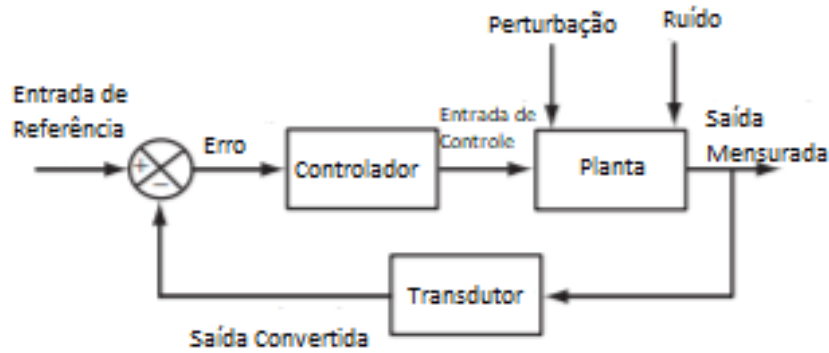 Perturbação
Ruído
Entrada de
Referência
+
−
Erro
Controlador
Entrada de
Controle
Planta
Saída
Mensurada
Transdutor
Saída Convertida